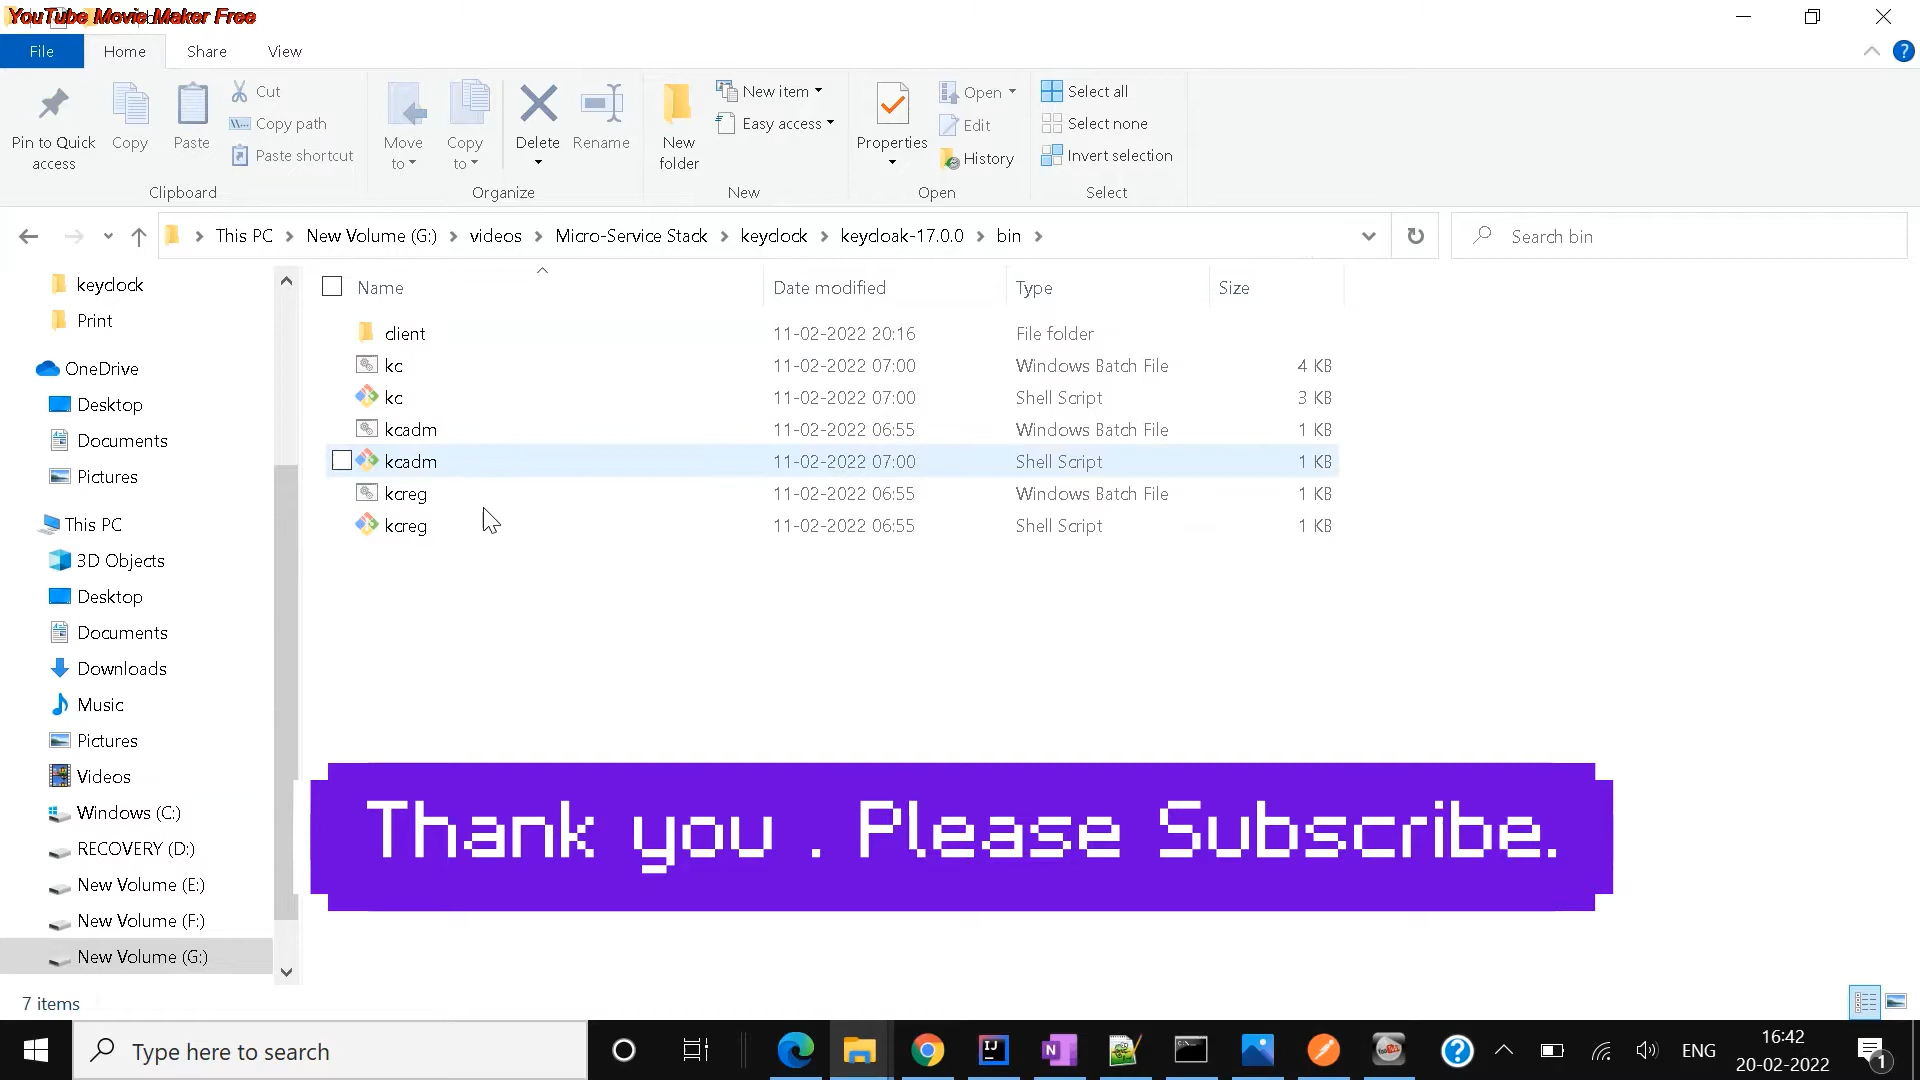 YouTube Movie Maker Free
File
Home
Share
View
Pin to Quick access
Copy
Paste
Cut
Copy path
Paste shortcut
Clipboard
Move to
Copy to
Delete
Rename
Organize
New folder
New item
Easy access
New
Properties
Open
Edit
History
Open
Select all
Select none
Invert selection
Select
This PC
New Volume (G:)
videos
Micro-Service Stack
keyclock
keycloak-17.0.0
bin
Search bin
keyclock
Print
OneDrive
Desktop
Documents
Pictures
This PC
3D Objects
Desktop
Documents
Downloads
Music
Pictures
Videos
Windows (C:)
RECOVERY (D:)
New Volume (E:)
New Volume (F:)
New Volume (G:)
Name Date modified Type Size
client 11-02-2022 20:16 File folder
kc 11-02-2022 07:00 Windows Batch File 4 KB
kc 11-02-2022 07:00 Shell Script 3 KB
kcadm 11-02-2022 06:55 Windows Batch File 1 KB
kcadm 11-02-2022 07:00 Shell Script 1 KB
kcreg 11-02-2022 06:55 Windows Batch File 1 KB
kcreg 11-02-2022 06:55 Shell Script 1 KB
Thank you . Please Subscribe.
7 items
Type here to search
ENG
16:42
20-02-2022
1